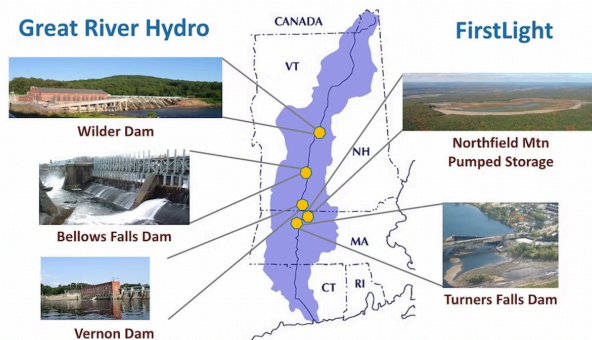 Great River Hydro
CANADA
FirstLight
VT
Wilder Dam
NH
Northfield Mtn
Pumped Storage
Bellows Falls Dam
MA
CT
RI
Turners Falls Dam
Vernon Dam